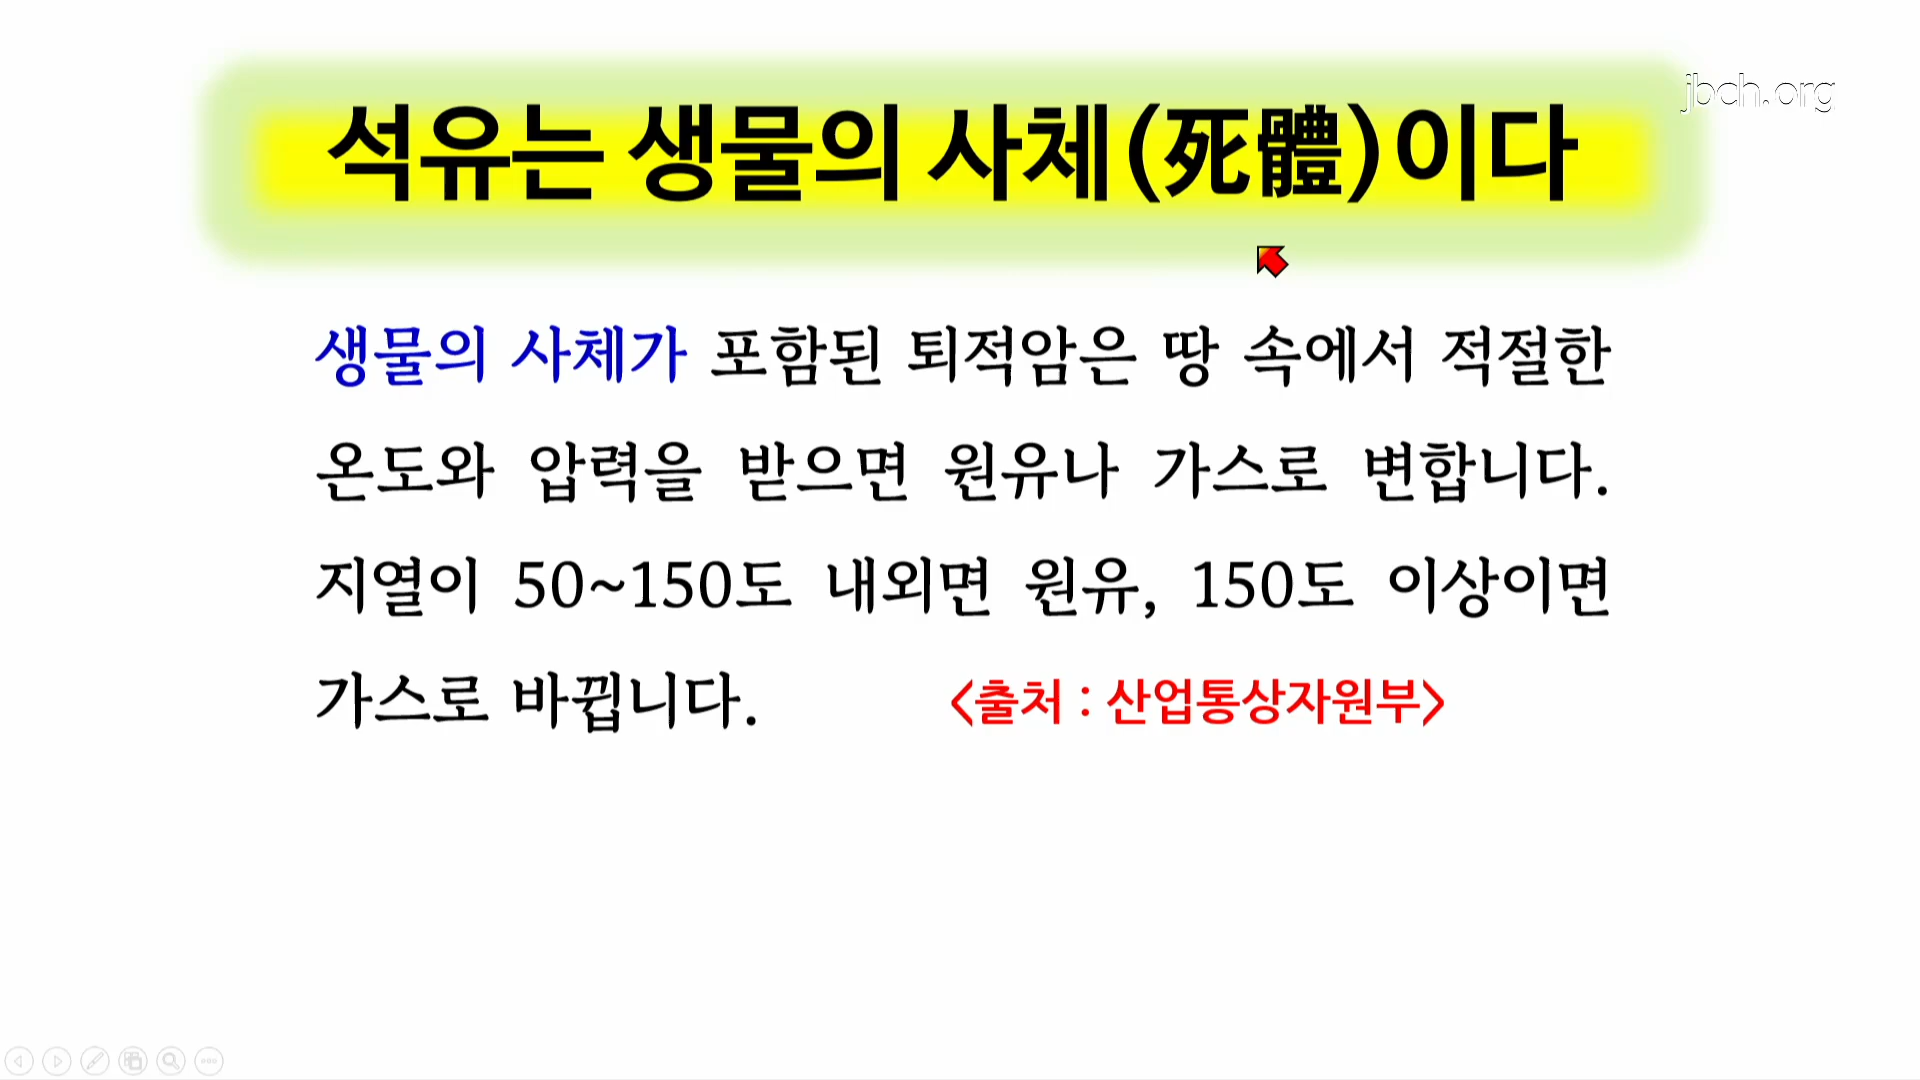 jbch.org
석유는 생물의 사체(死體)이다
생물의 사체가 포함된 퇴적암은 땅 속에서 적절한
온도와 압력을 받으면 원유나 가스로 변합니다.
지열이 50~150도 내외면 원유, 150도 이상이면
가스로 바뀝니다.
<출처 : 산업통상자원부>